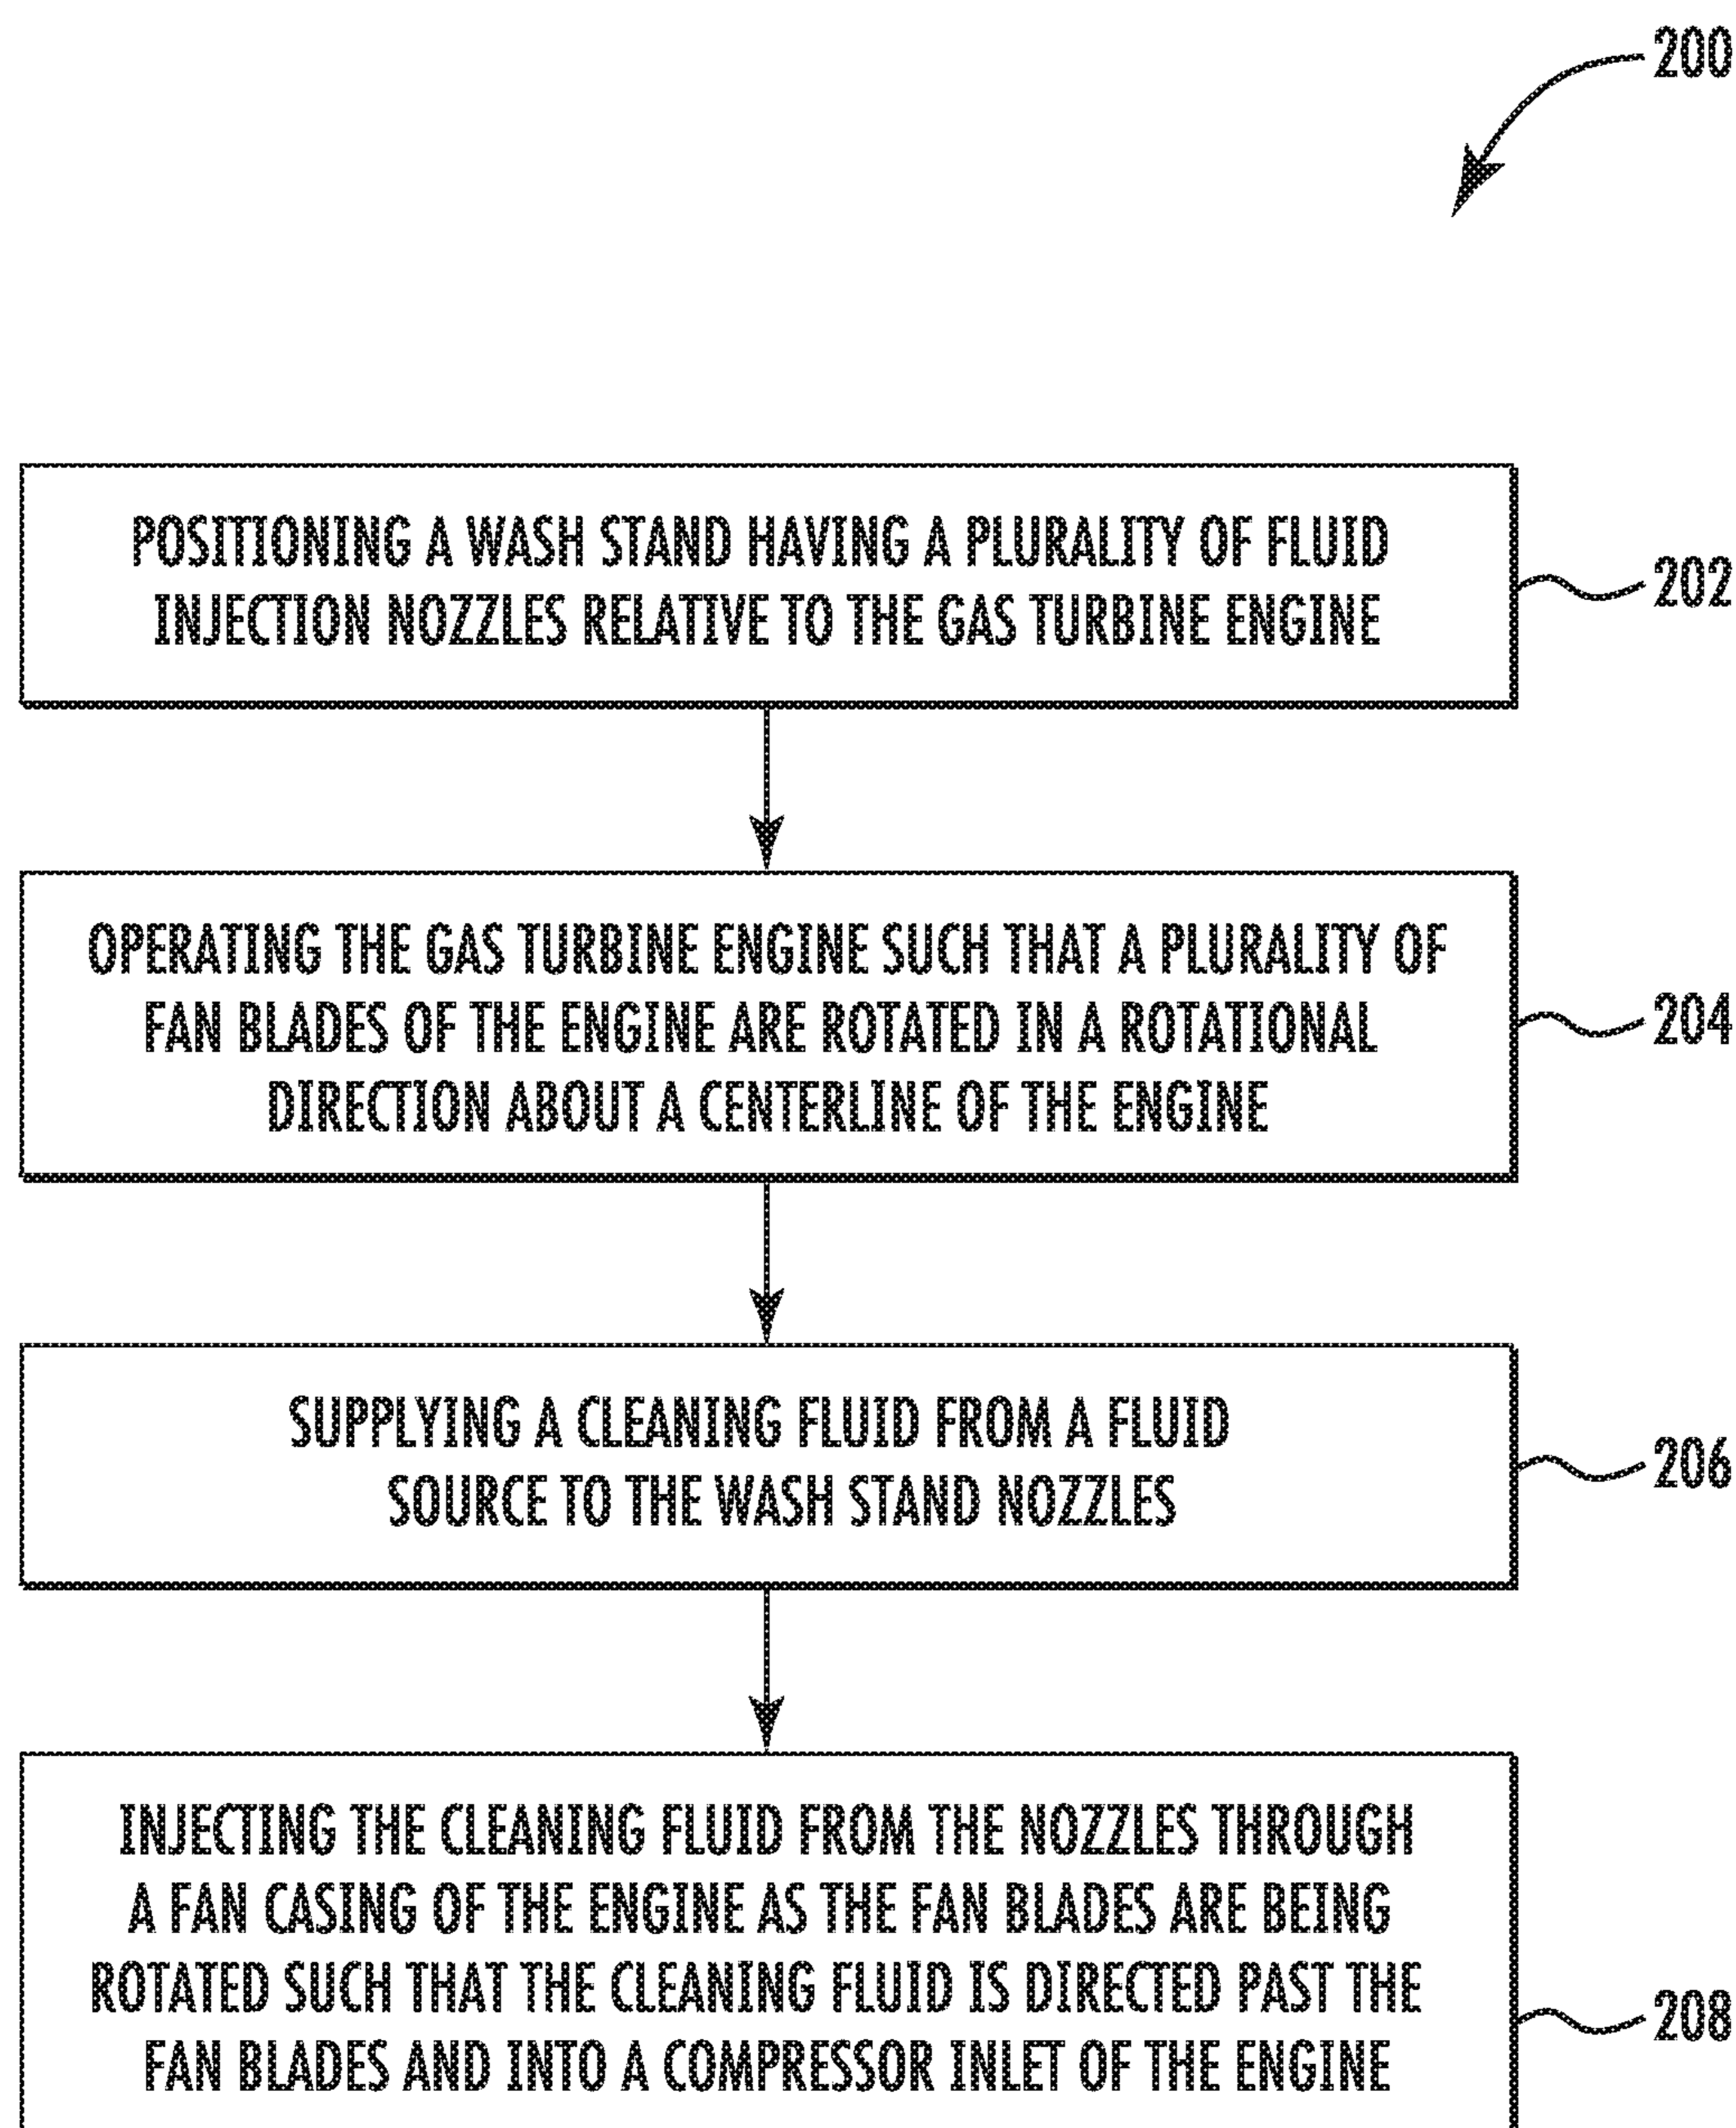 200
POSITIONING A WASH STAND HAVING A PLURALITY OF FLUID
INJECTION NOZZLES RELATIVE TO THE GAS TURBINE ENGINE
202
OPERATING THE GAS TURBINE ENGINE SUCH THAT A PLURALITY OF
FAN BLADES OF THE ENGINE ARE ROTATED IN A ROTATIONAL
DIRECTION ABOUT A CENTERLINE OF THE ENGINE
204
SUPPLYING A CLEANING FLUID FROM A FLUID
SOURCE TO THE WASH STAND NOZZLES
206
INJECTING THE CLEANING FLUID FROM THE NOZZLES THROUGH
A FAN CASING OF THE ENGINE AS THE FAN BLADES ARE BEING
ROTATED SUCH THAT THE CLEANING FLUID IS DIRECTED PAST THE
FAN BLADES AND INTO A COMPRESSOR INLET OF THE ENGINE
208